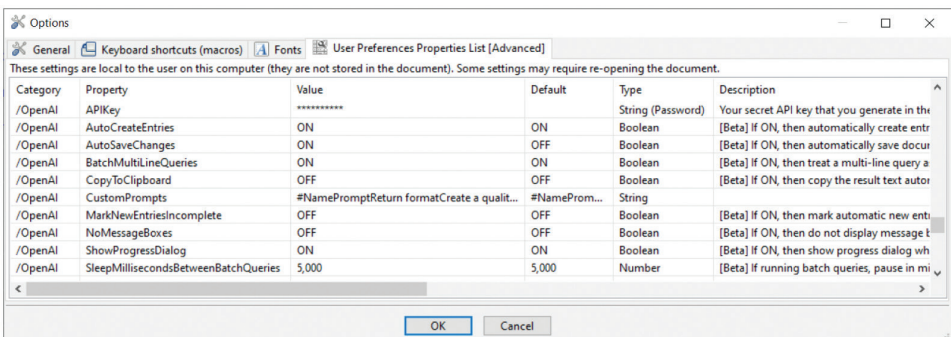 Options
General Keyboard shortcuts (macros) Fonts User Preferences Properties List [Advanced]
These settings are local to the user on this computer (they are not stored in the document). Some settings may require re-opening the document.
Category Property Value Default Type Description
/OpenAI APIKey ********** String (Password) Your secret API key that you generate in the
/OpenAI AutoCreateEntries ON ON Boolean [Beta] If ON, then automatically create entr
/OpenAI AutoSaveChanges ON OFF Boolean [Beta] If ON, then automatically save docur
/OpenAI BatchMultiLineQueries ON OFF Boolean [Beta] If ON, then treat a multi-line query a
/OpenAI CopyToClipboard OFF OFF Boolean [Beta] If ON, then copy the result text autor
/OpenAI CustomPrompts #NamePromptReturn formatCreate a qualit... #NameProm... String
/OpenAI MarkNewEntriesIncomplete OFF OFF Boolean [Beta] If ON, then mark automatic new entr
/OpenAI NoMessageBoxes OFF OFF Boolean [Beta] If ON, then do not display message b
/OpenAI ShowProgressDialog ON ON Boolean [Beta] If ON, then show progress dialog wh
/OpenAI SleepMillisecondsBetweenBatchQueries 5,000 5,000 Number [Beta] If running batch queries, pause in mi
OK Cancel